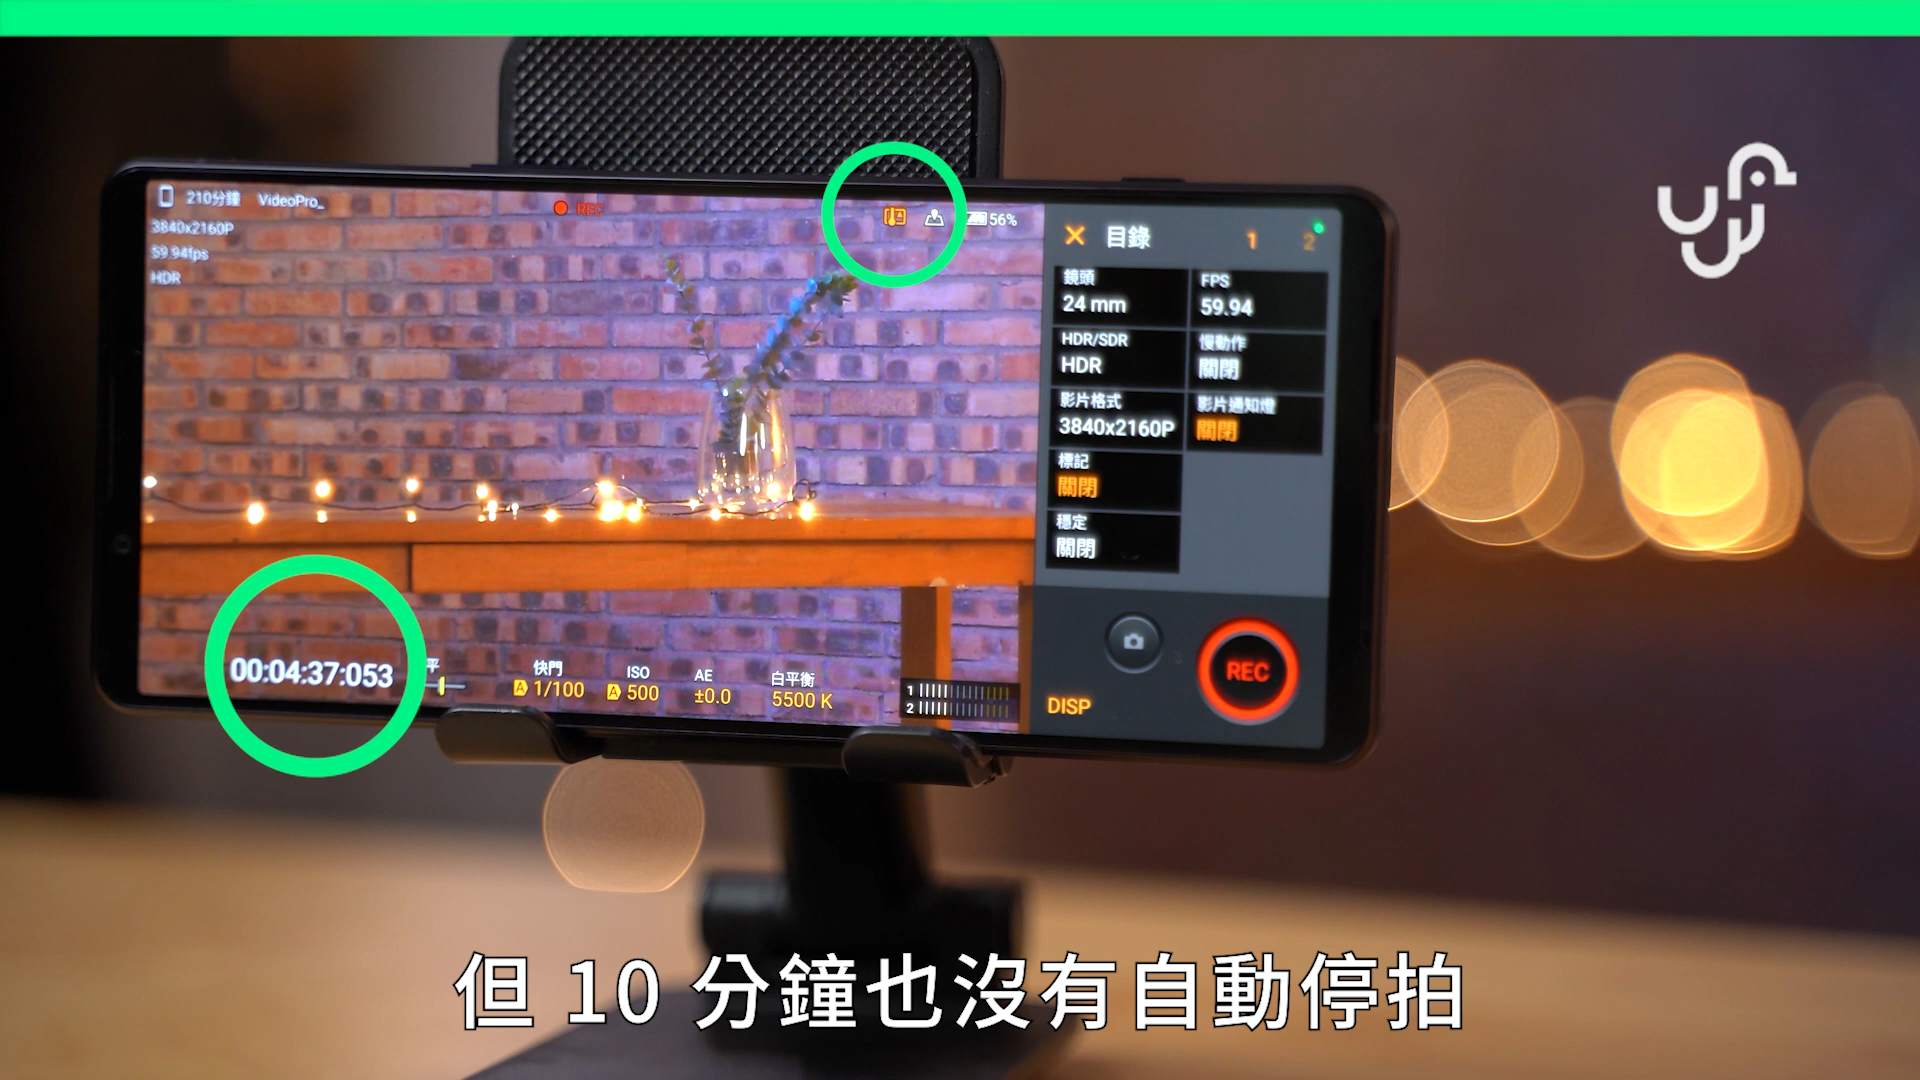 210分鐘 VideoPro_
REC
56%
3840x2160P
59.94fps
HDR
目錄 1 2
鏡頭
24 mm
FPS
59.94
HDR/SDR
HDR
慢動作
關閉
影片格式
3840x2160P
影片通知燈
關閉
標記
關閉
穩定
關閉
00:04:37:053
平
快門
A 1/100
ISO
A 500
AE
±0.0
白平衡
5500 K
1
2
DISP
REC
但 10 分鐘也沒有自動停拍